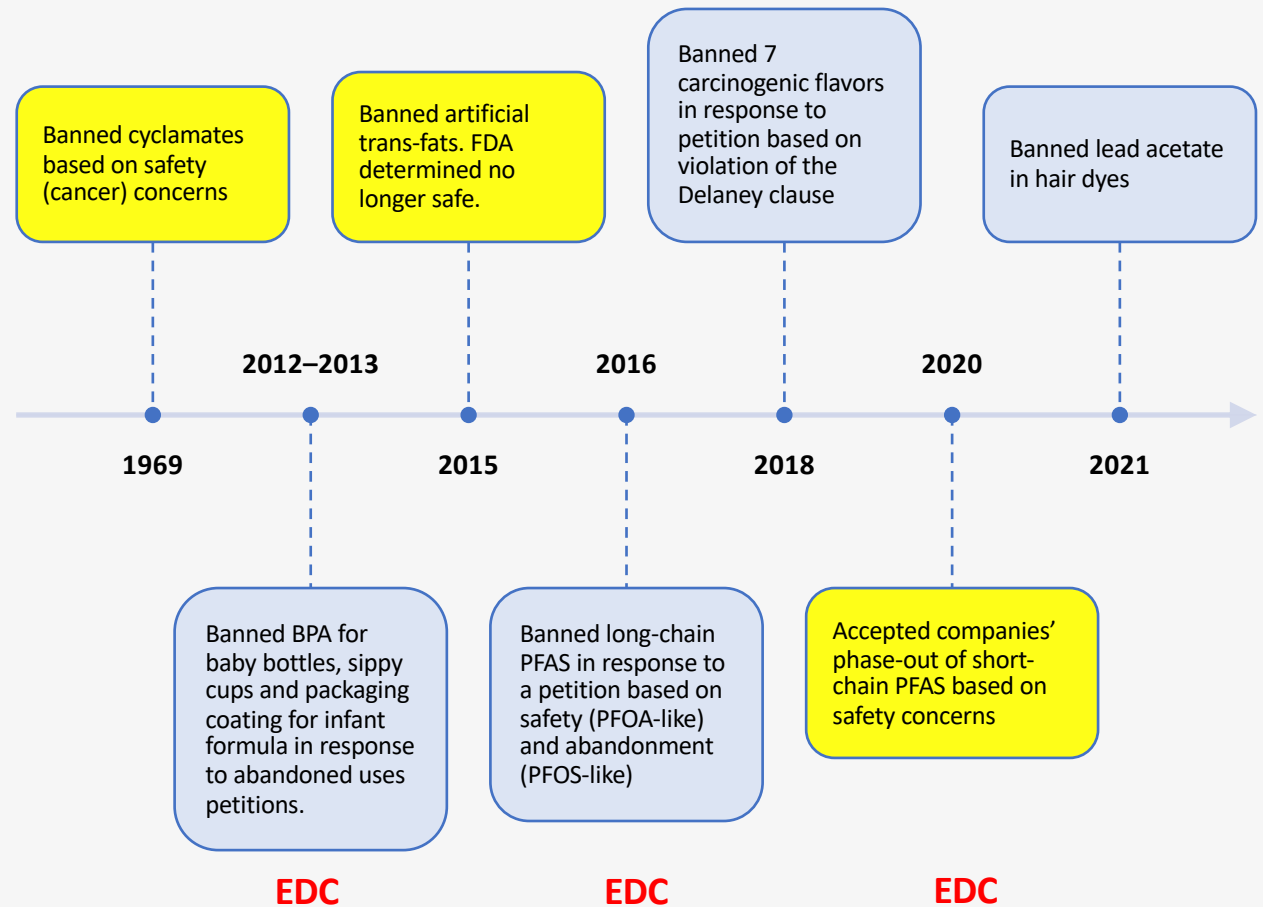 Banned cyclamates
based on safety
(cancer) concerns
Banned artificial
trans-fats. FDA
determined no
longer safe.
Banned 7
carcinogenic flavors
in response to
petition based on
violation of the
Delaney clause
Banned lead acetate
in hair dyes
2012–2013
2016
2020
1969
2015
2018
2021
Banned BPA for
baby bottles, sippy
cups and packaging
coating for infant
formula in response
to abandoned uses
petitions.
Banned long-chain
PFAS in response to
a petition based on
safety (PFOA-like)
and abandonment
(PFOS-like)
Accepted companies’
phase-out of short-
chain PFAS based on
safety concerns
EDC
EDC
EDC